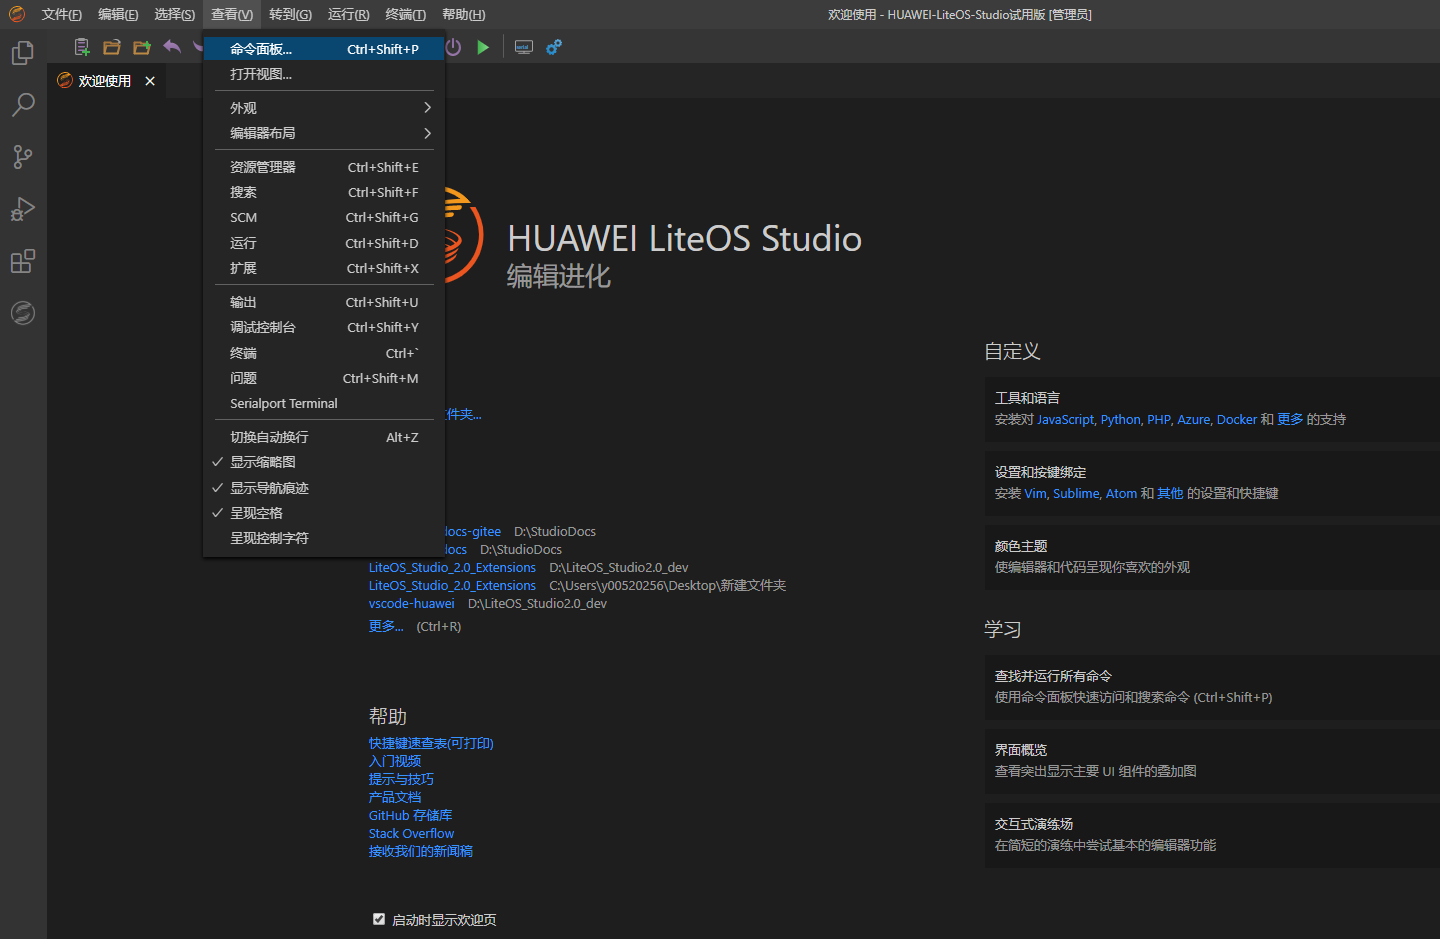 文件(F) 编辑(E) 选择(S) 查看(V) 转到(G) 运行(R) 终端(T) 帮助(H) 欢迎使用 - HUAWEI-LiteOS-Studio试用版 [管理员]
欢迎使用
命令面板... Ctrl+Shift+P
打开视图...
外观
编辑器布局
资源管理器 Ctrl+Shift+E
搜索 Ctrl+Shift+F
SCM Ctrl+Shift+G
运行 Ctrl+Shift+D
扩展 Ctrl+Shift+X
输出 Ctrl+Shift+U
调试控制台 Ctrl+Shift+Y
终端 Ctrl+`
问题 Ctrl+Shift+M
Serialport Terminal
切换自动换行 Alt+Z
显示缩略图
显示导航痕迹
呈现空格
呈现控制字符
HUAWEI LiteOS Studio
编辑进化
件夹...
docs-gitee D:\StudioDocs
docs D:\StudioDocs
LiteOS_Studio_2.0_Extensions D:\LiteOS_Studio2.0_dev
LiteOS_Studio_2.0_Extensions C:\Users\y00520256\Desktop\新建文件夹
vscode-huawei D:\LiteOS_Studio2.0_dev
更多... (Ctrl+R)
帮助
快捷键速查表(可打印)
入门视频
提示与技巧
产品文档
GitHub 存储库
Stack Overflow
接收我们的新闻稿
启动时显示欢迎页
自定义
工具和语言
安装对 JavaScript, Python, PHP, Azure, Docker 和 更多 的支持
设置和按键绑定
安装 Vim, Sublime, Atom 和 其他 的设置和快捷键
颜色主题
使编辑器和代码呈现你喜欢的外观
学习
查找并运行所有命令
使用命令面板快速访问和搜索命令 (Ctrl+Shift+P)
界面概览
查看突出显示主要 UI 组件的叠加图
交互式演练场
在简短的演练中尝试基本的编辑器功能